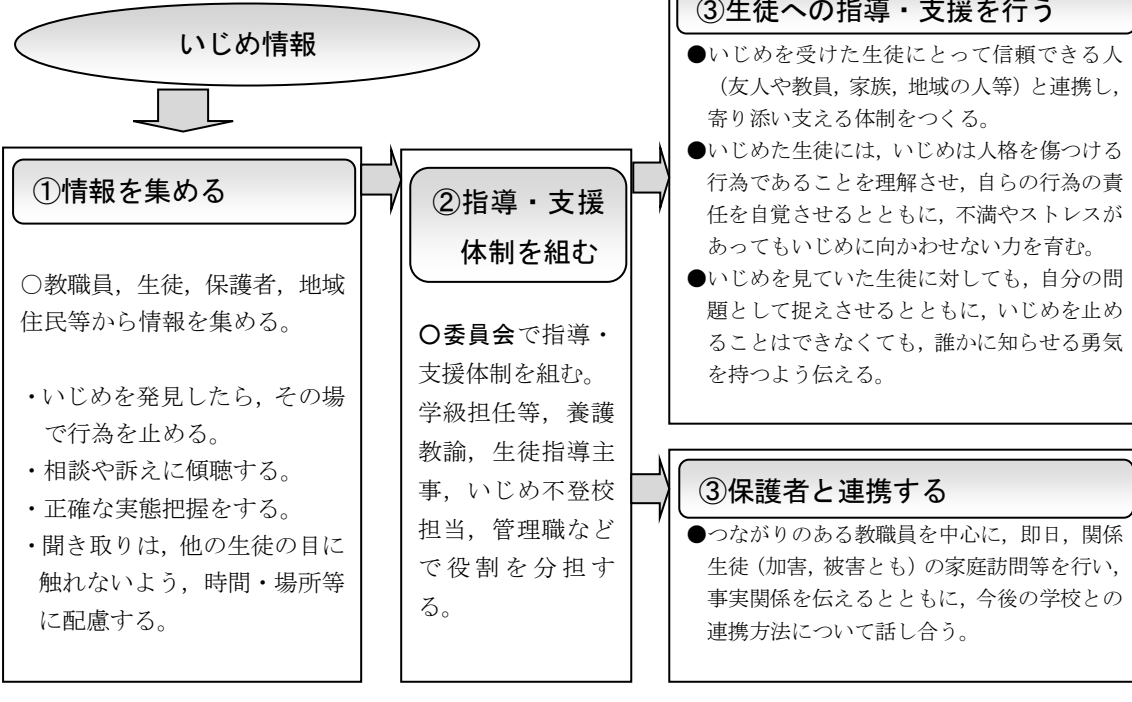 いじめ情報
①情報を集める
○教職員，生徒，保護者，地域
住民等から情報を集める。
・いじめを発見したら，その場
で行為を止める。
・相談や訴えに傾聴する。
・正確な実態把握をする。
・聞き取りは，他の生徒の目に
触れないよう，時間・場所等
に配慮する。
②指導・支援
体制を組む
○委員会で指導・
支援体制を組む。
学級担任等，養護
教諭，生徒指導主
事，いじめ不登校
担当，管理職など
で役割を分担す
る。
③生徒への指導・支援を行う
●いじめを受けた生徒にとって信頼できる人
（友人や教員，家族，地域の人等）と連携し，
寄り添い支える体制をつくる。
●いじめた生徒には，いじめは人格を傷つける
行為であることを理解させ，自らの行為の責
任を自覚させるとともに，不満やストレスが
あってもいじめに向かわせない力を育む。
●いじめを見ていた生徒に対しても，自分の問
題として捉えさせるとともに，いじめを止め
ることはできなくても，誰かに知らせる勇気
を持つよう伝える。
③保護者と連携する
●つながりのある教職員を中心に，即日，関係
生徒（加害，被害とも）の家庭訪問等を行い，
事実関係を伝えるとともに，今後の学校との
連携方法について話し合う。